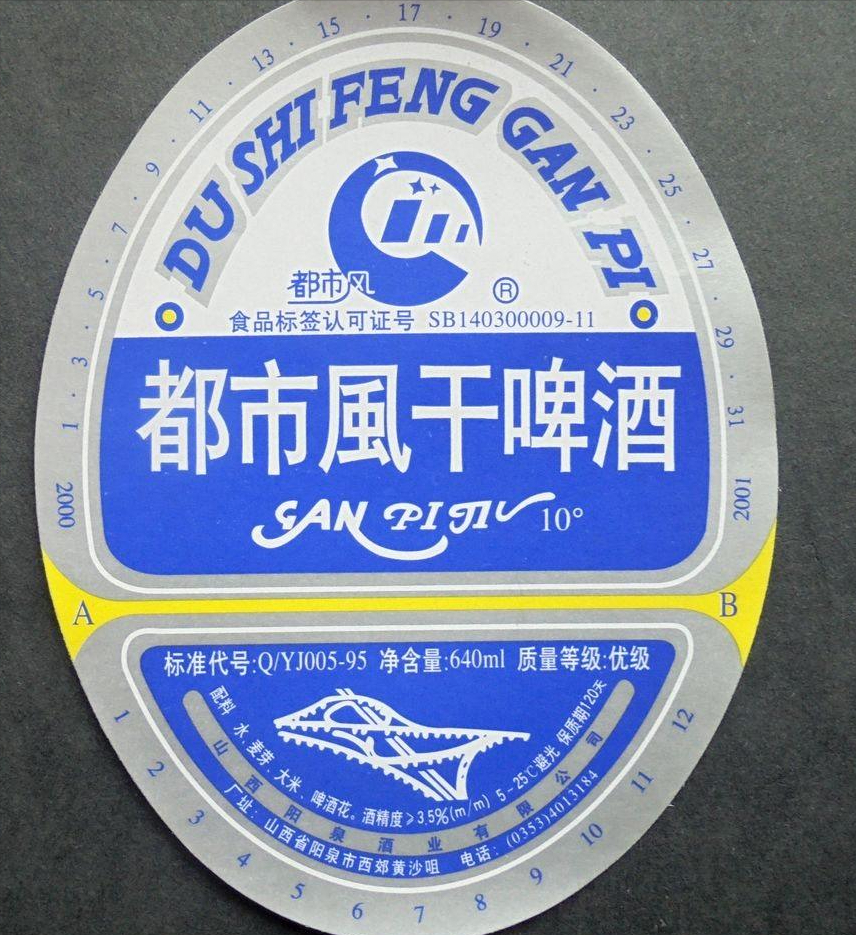 1 · 3 · 5 · 7 · 9 · 11 · 13 · 15 · 17 · 19 · 21 · 23 · 25 · 27 · 29 · 31
DU SHI FENG GAN PI
都市风 ®
食品标签认可证号 SB140300009-11
都市風干啤酒
GAN PI JIU 10°
2000
2001
A
B
标准代号:Q/YJ005-95 净含量:640ml 质量等级:优级
配料 水、麦芽、大米、啤酒花。酒精度≥3.5%(m/m) 5-25℃避光 保质期120天
山西阳泉酒业有限公司
厂址: 山西省阳泉市西郊黄沙咀 电话: (0353)4013184
1 2 3 4 5 6 7 8 9 10 11 12